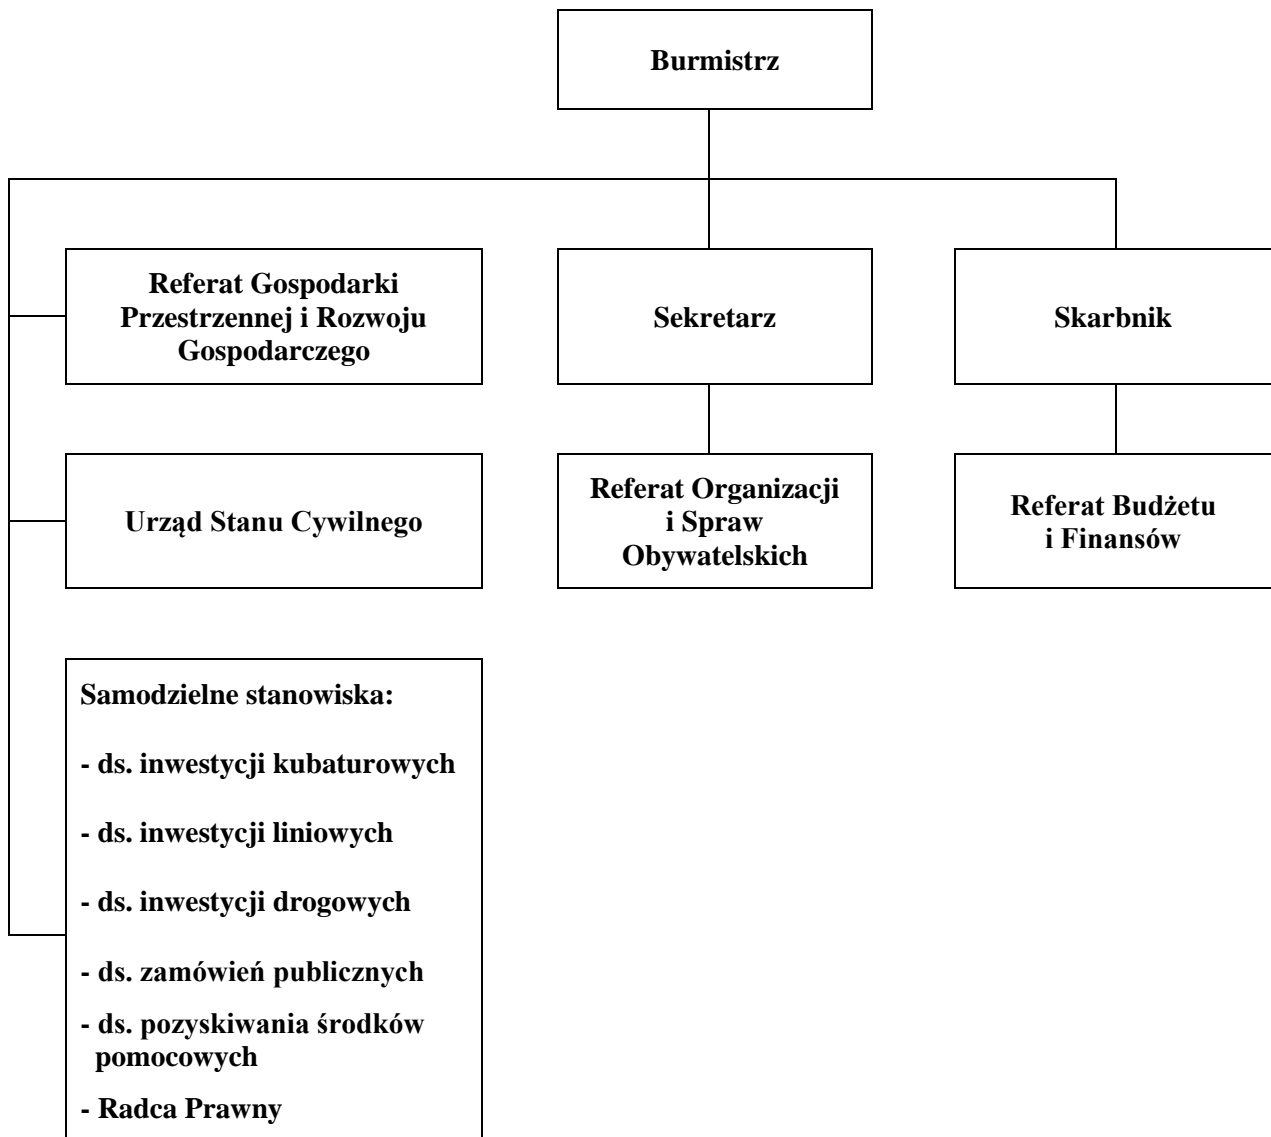 Burmistrz
Referat Gospodarki
Przestrzennej i Rozwoju
Gospodarczego
Sekretarz
Skarbnik
Urząd Stanu Cywilnego
Referat Organizacji
i Spraw
Obywatelskich
Referat Budżetu
i Finansów
Samodzielne stanowiska:
- ds. inwestycji kubaturowych
- ds. inwestycji liniowych
- ds. inwestycji drogowych
- ds. zamówień publicznych
- ds. pozyskiwania środków
pomocowych
- Radca Prawny